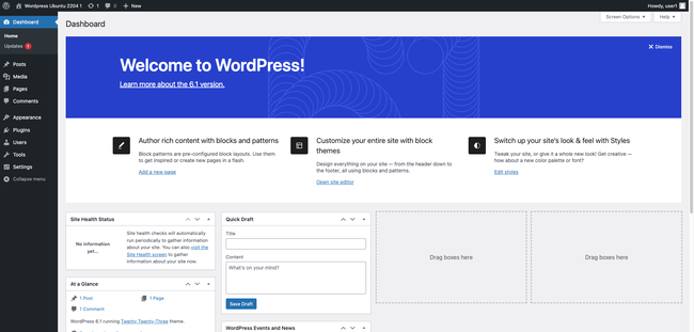 Wordpress Ubuntu 2204 1
1
0
New
Howdy, user1
Dashboard
Home
Updates 1
Posts
Media
Pages
Comments
Appearance
Plugins
Users
Tools
Settings
Collapse menu
Dashboard
Screen Options
Help
Dismiss
Welcome to WordPress!
Learn more about the 6.1 version.
Author rich content with blocks and patterns
Block patterns are pre-configured block layouts. Use them
to get inspired or create new pages in a flash.
Add a new page
Customize your entire site with block
themes
Design everything on your site — from the header down to
the footer, all using blocks and patterns.
Open site editor
Switch up your site's look & feel with Styles
Tweak your site, or give it a whole new look! Get creative —
how about a new color palette or font?
Edit styles
Site Health Status
No information
yet...
Site health checks will automatically
run periodically to gather information
about your site. You can also visit the
Site Health screen to gather
information about your site now.
At a Glance
1 Post
1 Page
1 Comment
WordPress 6.1 running Twenty Twenty-Three theme.
Quick Draft
Title
Content
What's on your mind?
Save Draft
WordPress Events and News
Drag boxes here
Drag boxes here